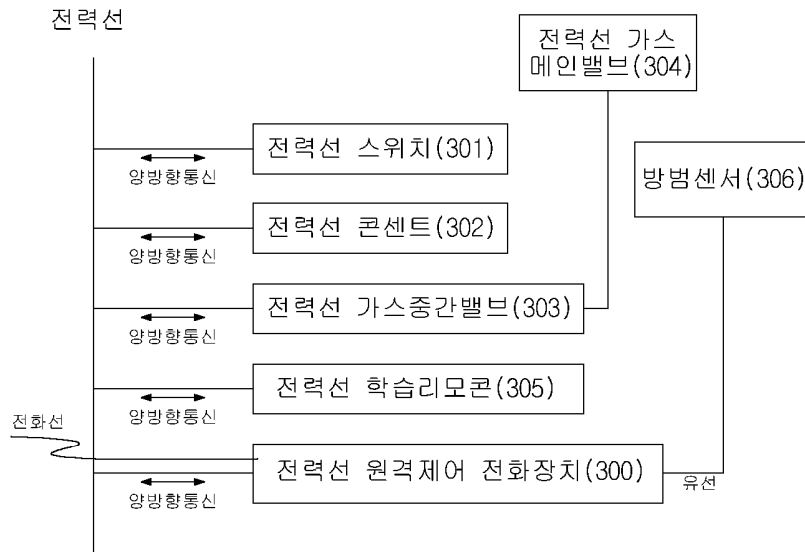 전력선
전력선 가스
메인밸브(304)
전력선 스위치(301)
양방향통신
방범센서(306)
전력선 콘센트(302)
양방향통신
전력선 가스중간밸브(303)
양방향통신
전력선 학습리모콘(305)
양방향통신
전화선
전력선 원격제어 전화장치(300)
양방향통신
유선